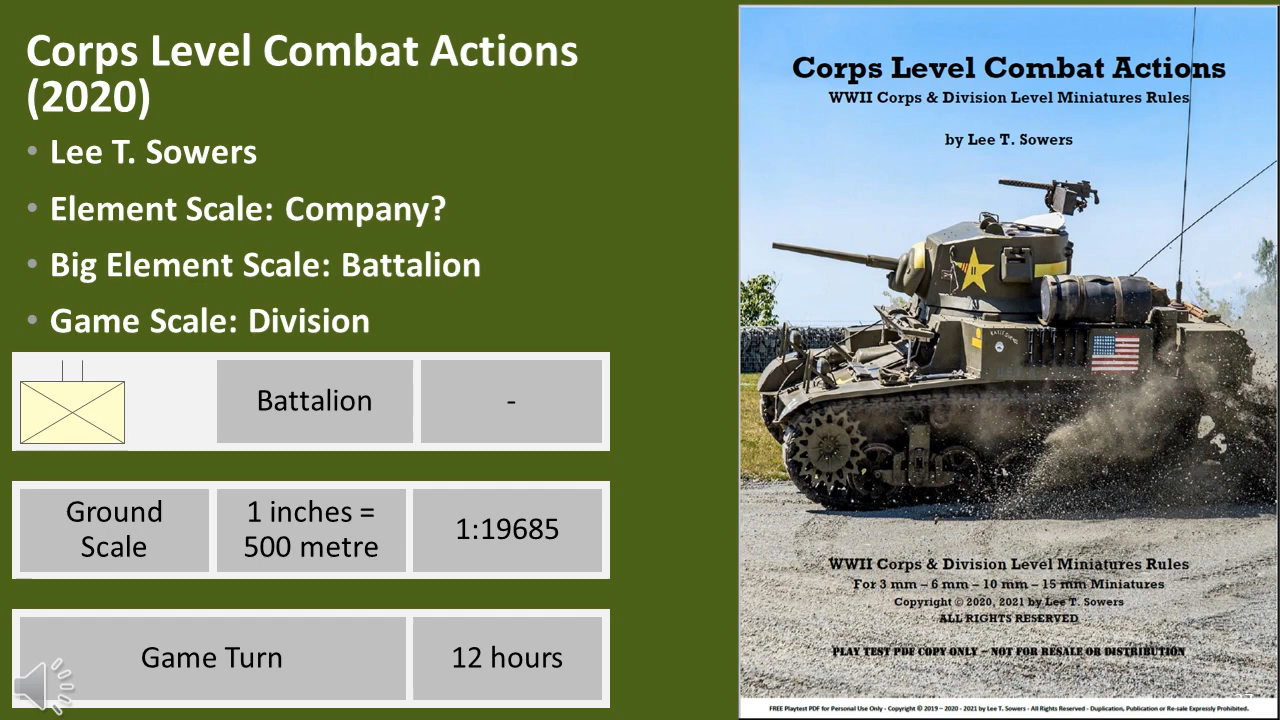 Corps Level Combat Actions
(2020)
• Lee T. Sowers
• Element Scale: Company?
• Big Element Scale: Battalion
• Game Scale: Division
Battalion
-
Ground
Scale
1 inches =
500 metre
1:19685
Game Turn
12 hours
Corps Level Combat Actions
WWII Corps & Division Level Miniatures Rules
by Lee T. Sowers
WWII Corps & Division Level Miniatures Rules
For 3 mm – 6 mm – 10 mm – 15 mm Miniatures
Copyright © 2020, 2021 by Lee T. Sowers
ALL RIGHTS RESERVED
PLAY TEST PDF COPY ONLY – NOT FOR RESALE OR DISTRIBUTION
FREE Playtest PDF for Personal Use Only - Copyright © 2019 – 2020 - 2021 by Lee T. Sowers - All Rights Reserved - Duplication, Publication or Re-sale Expressly Prohibited.